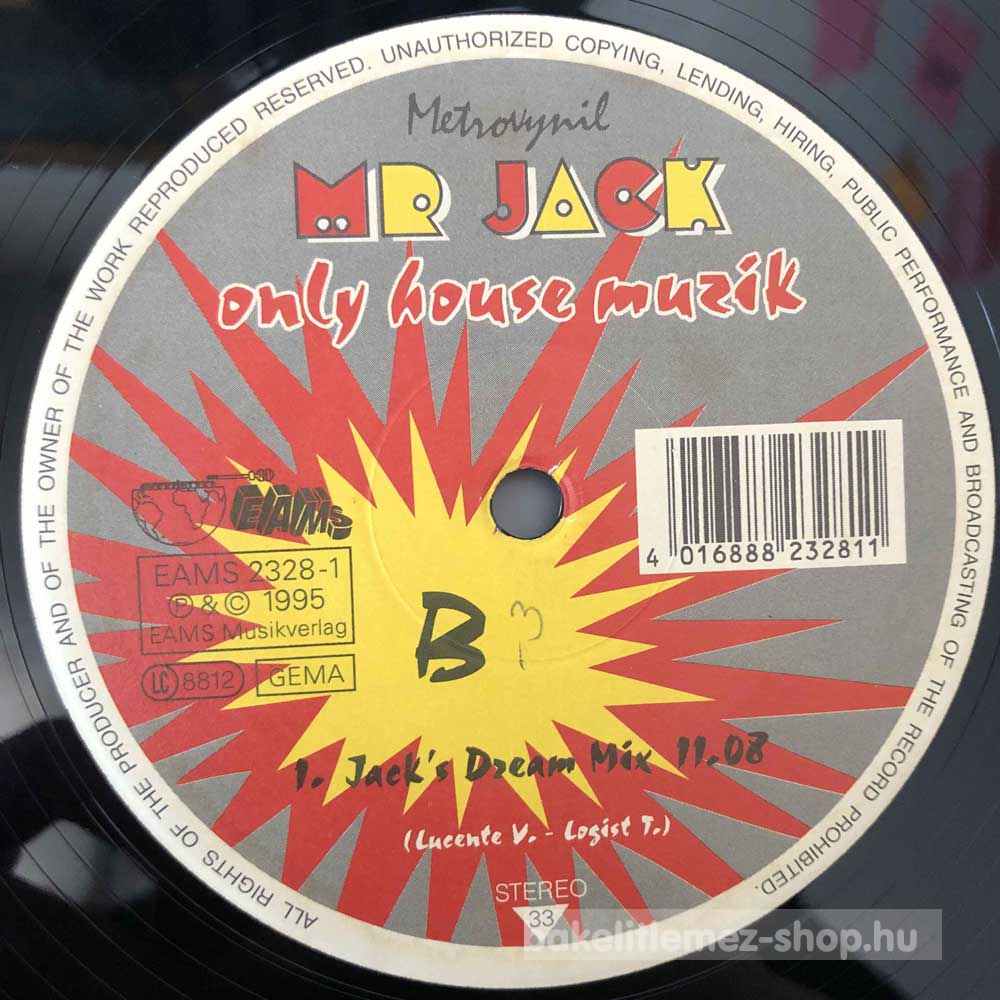 ALL RIGHTS OF THE PRODUCER AND OF THE OWNER OF THE WORK REPRODUCED RESERVED. UNAUTHORIZED COPYING, LENDING, HIRING, PUBLIC PERFORMANCE AND BROADCASTING OF THE RECORD PROHIBITED.
Metrovynil
MR JACK
only house muzik
EAMS
EAMS 2328-1
Ⓟ & © 1995
EAMS Musikverlag
LC 8812
GEMA
4 016888 232811
B
3
1. Jack's Dream Mix 11.08
(Lucente V. - Logist T.)
STEREO
33
bakelitlemez-shop.hu